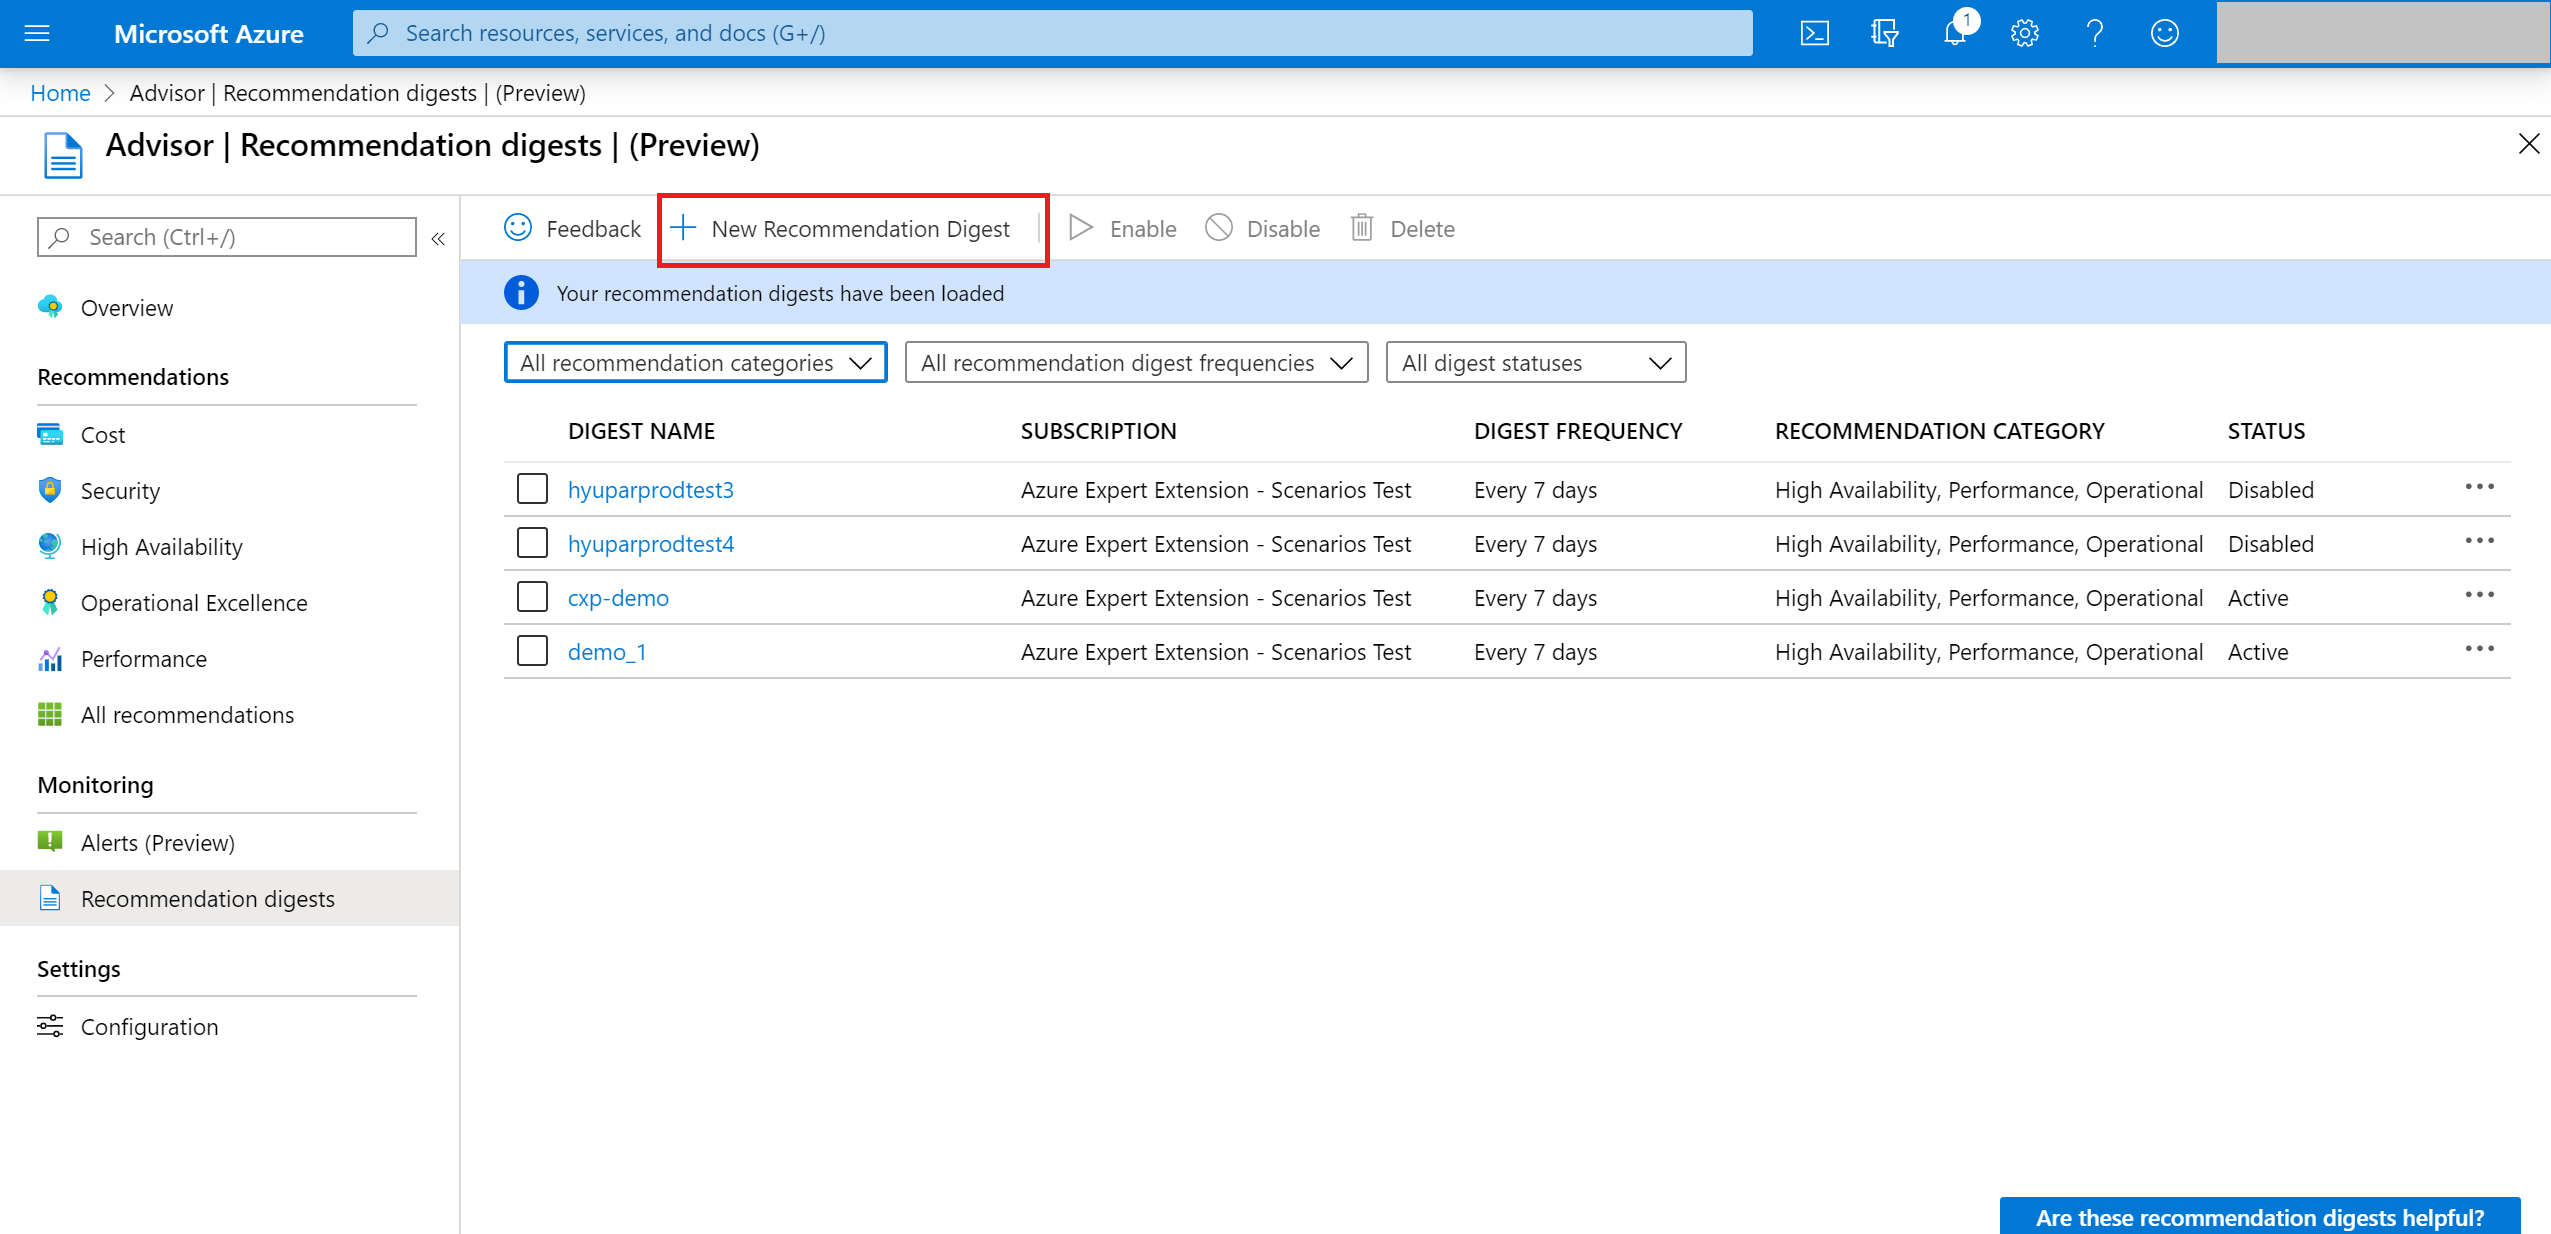 Microsoft Azure
Search resources, services, and docs (G+/)
1
Home > Advisor | Recommendation digests | (Preview)
Advisor | Recommendation digests | (Preview)
Search (Ctrl+/)
«
Overview
Recommendations
Cost
Security
High Availability
Operational Excellence
Performance
All recommendations
Monitoring
Alerts (Preview)
Recommendation digests
Settings
Configuration
Feedback + New Recommendation Digest Enable Disable Delete
Your recommendation digests have been loaded
All recommendation categories All recommendation digest frequencies All digest statuses
DIGEST NAME SUBSCRIPTION DIGEST FREQUENCY RECOMMENDATION CATEGORY STATUS
hyuparprodtest3 Azure Expert Extension - Scenarios Test Every 7 days High Availability, Performance, Operational Disabled ...
hyuparprodtest4 Azure Expert Extension - Scenarios Test Every 7 days High Availability, Performance, Operational Disabled ...
cxp-demo Azure Expert Extension - Scenarios Test Every 7 days High Availability, Performance, Operational Active ...
demo_1 Azure Expert Extension - Scenarios Test Every 7 days High Availability, Performance, Operational Active ...
Are these recommendation digests helpful?